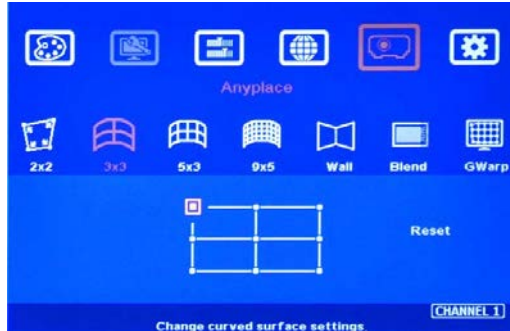 Anyplace
2x2 3x3 5x3 9x5 Wall Blend GWarp
Reset
CHANNEL 1
Change curved surface settings